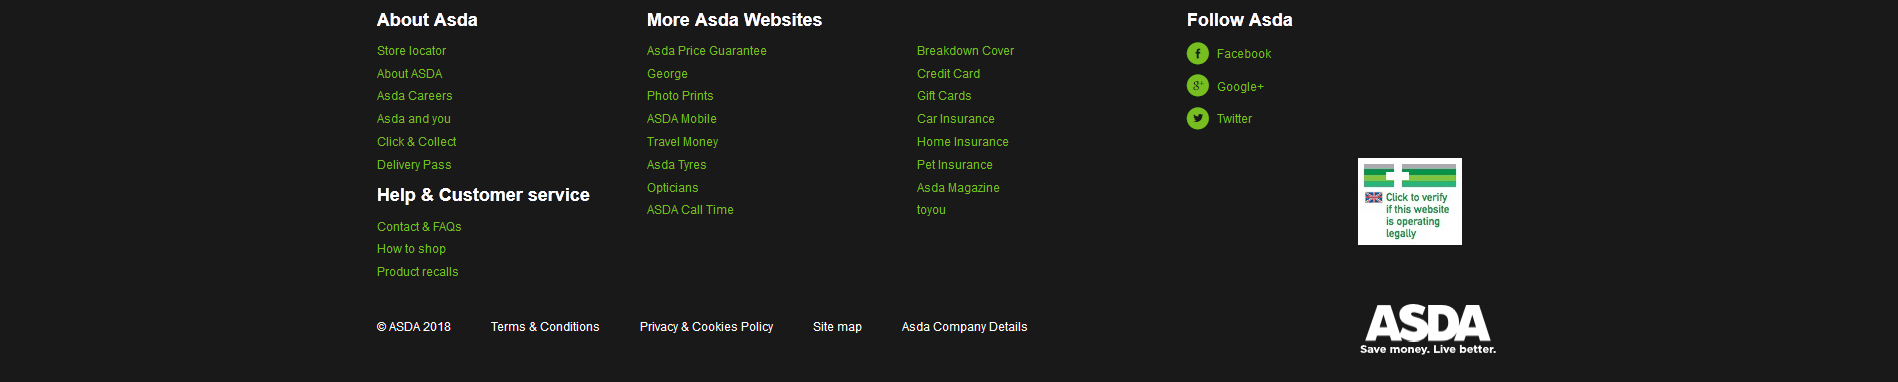 About Asda
Store locator
About ASDA
Asda Careers
Asda and you
Click & Collect
Delivery Pass
Help & Customer service
Contact & FAQs
How to shop
Product recalls
More Asda Websites
Asda Price Guarantee
George
Photo Prints
ASDA Mobile
Travel Money
Asda Tyres
Opticians
ASDA Call Time
Breakdown Cover
Credit Card
Gift Cards
Car Insurance
Home Insurance
Pet Insurance
Asda Magazine
toyou
Follow Asda
f Facebook
g+ Google+
Twitter
Click to verify
if this website
is operating
legally
© ASDA 2018 Terms & Conditions Privacy & Cookies Policy Site map Asda Company Details
ASDA
Save money. Live better.